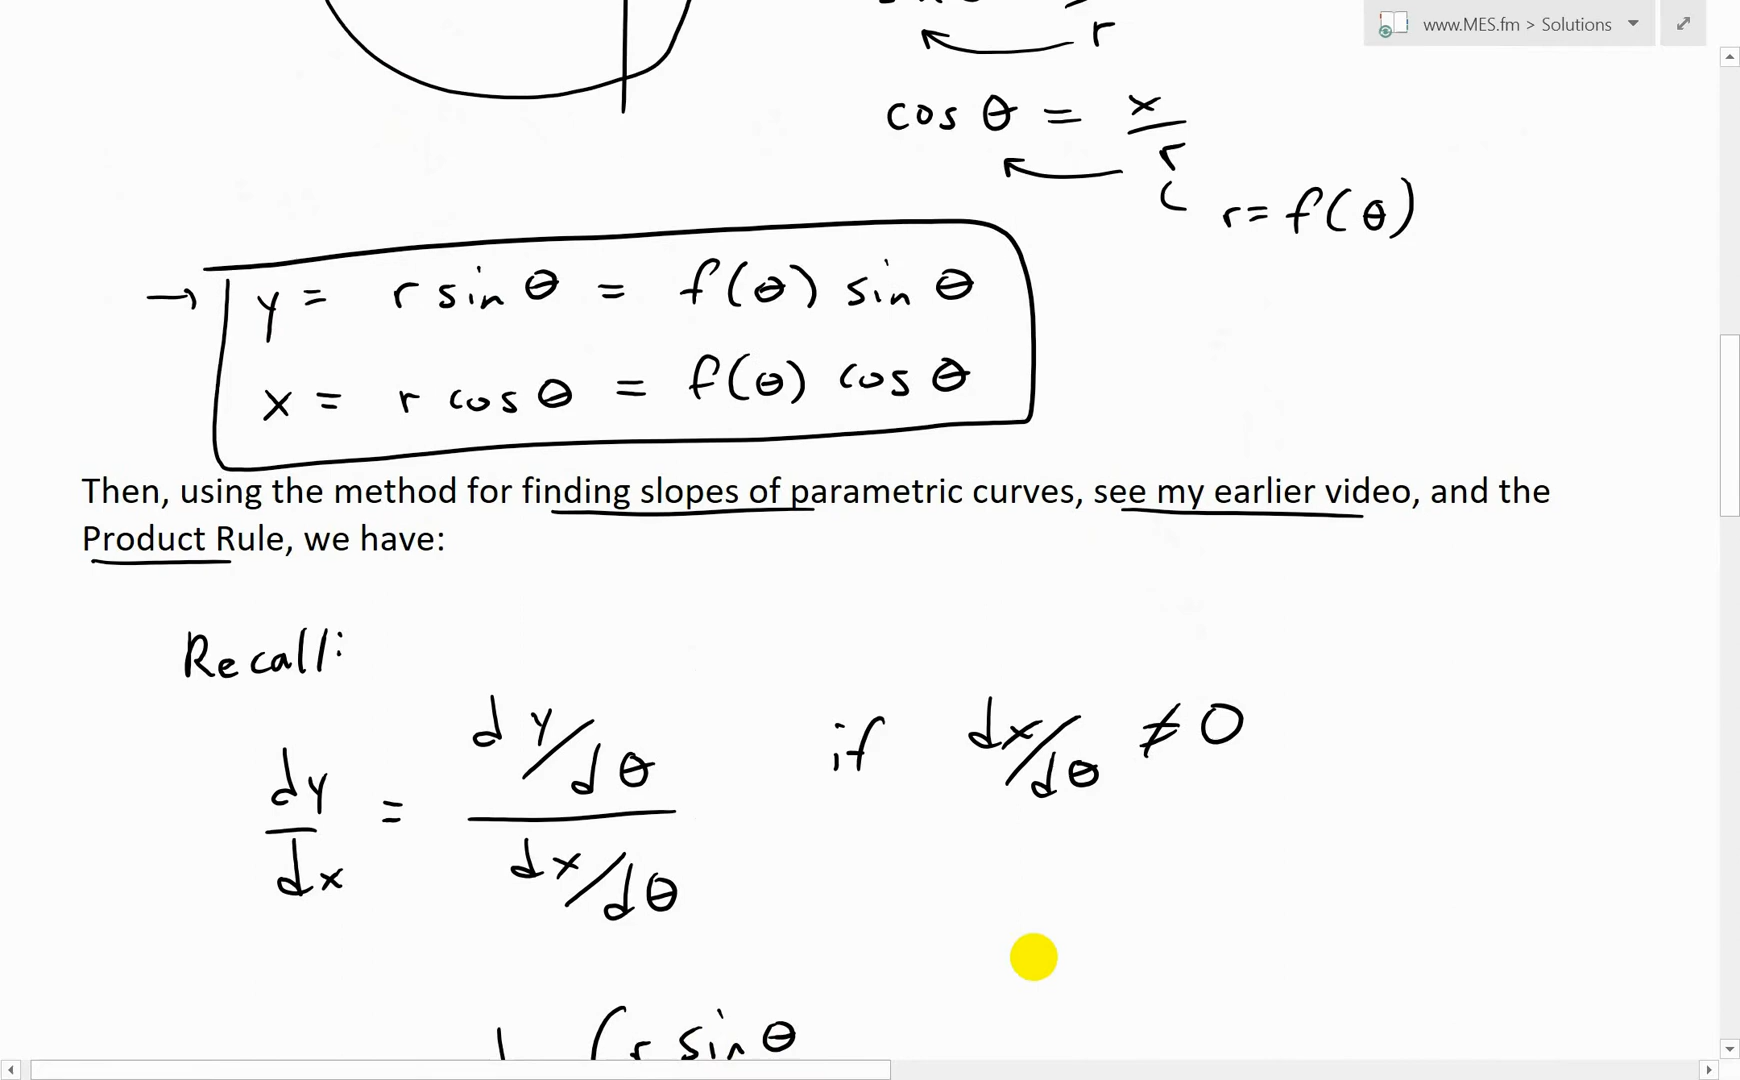 www.MES.fm > Solutions
r
cos θ = x/r
r = f(θ)
→ y = r sin θ = f(θ) sin θ
x = r cos θ = f(θ) cos θ
Then, using the method for finding slopes of parametric curves, see my earlier video, and the
Product Rule, we have:
Recall:
dy/dx = (dy/dθ)/(dx/dθ) if dx/dθ ≠ 0
(r sin θ